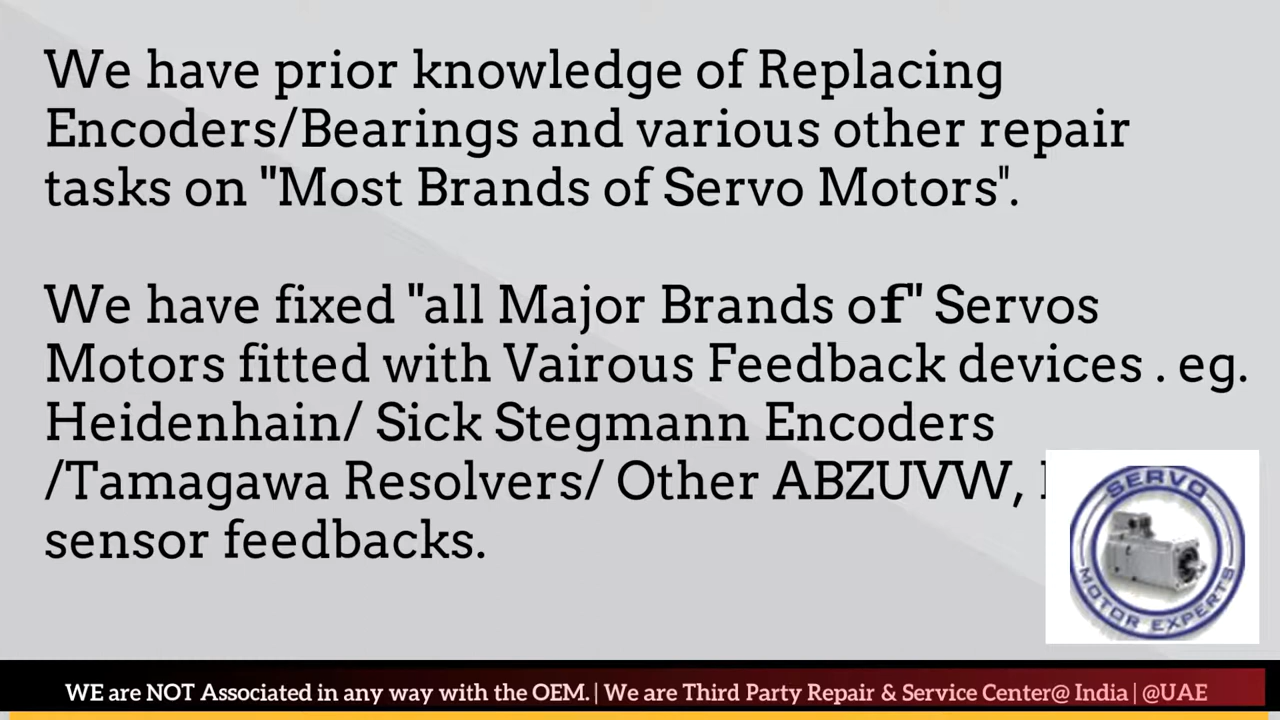 We have prior knowledge of Replacing
Encoders/Bearings and various other repair
tasks on "Most Brands of Servo Motors".
We have fixed "all Major Brands of" Servos
Motors fitted with Vairous Feedback devices . eg.
Heidenhain/ Sick Stegmann Encoders
/Tamagawa Resolvers/ Other ABZUVW,
sensor feedbacks.
SERVO
MOTOR EXPERTS
WE are NOT Associated in any way with the OEM. | We are Third Party Repair & Service Center@ India | @UAE